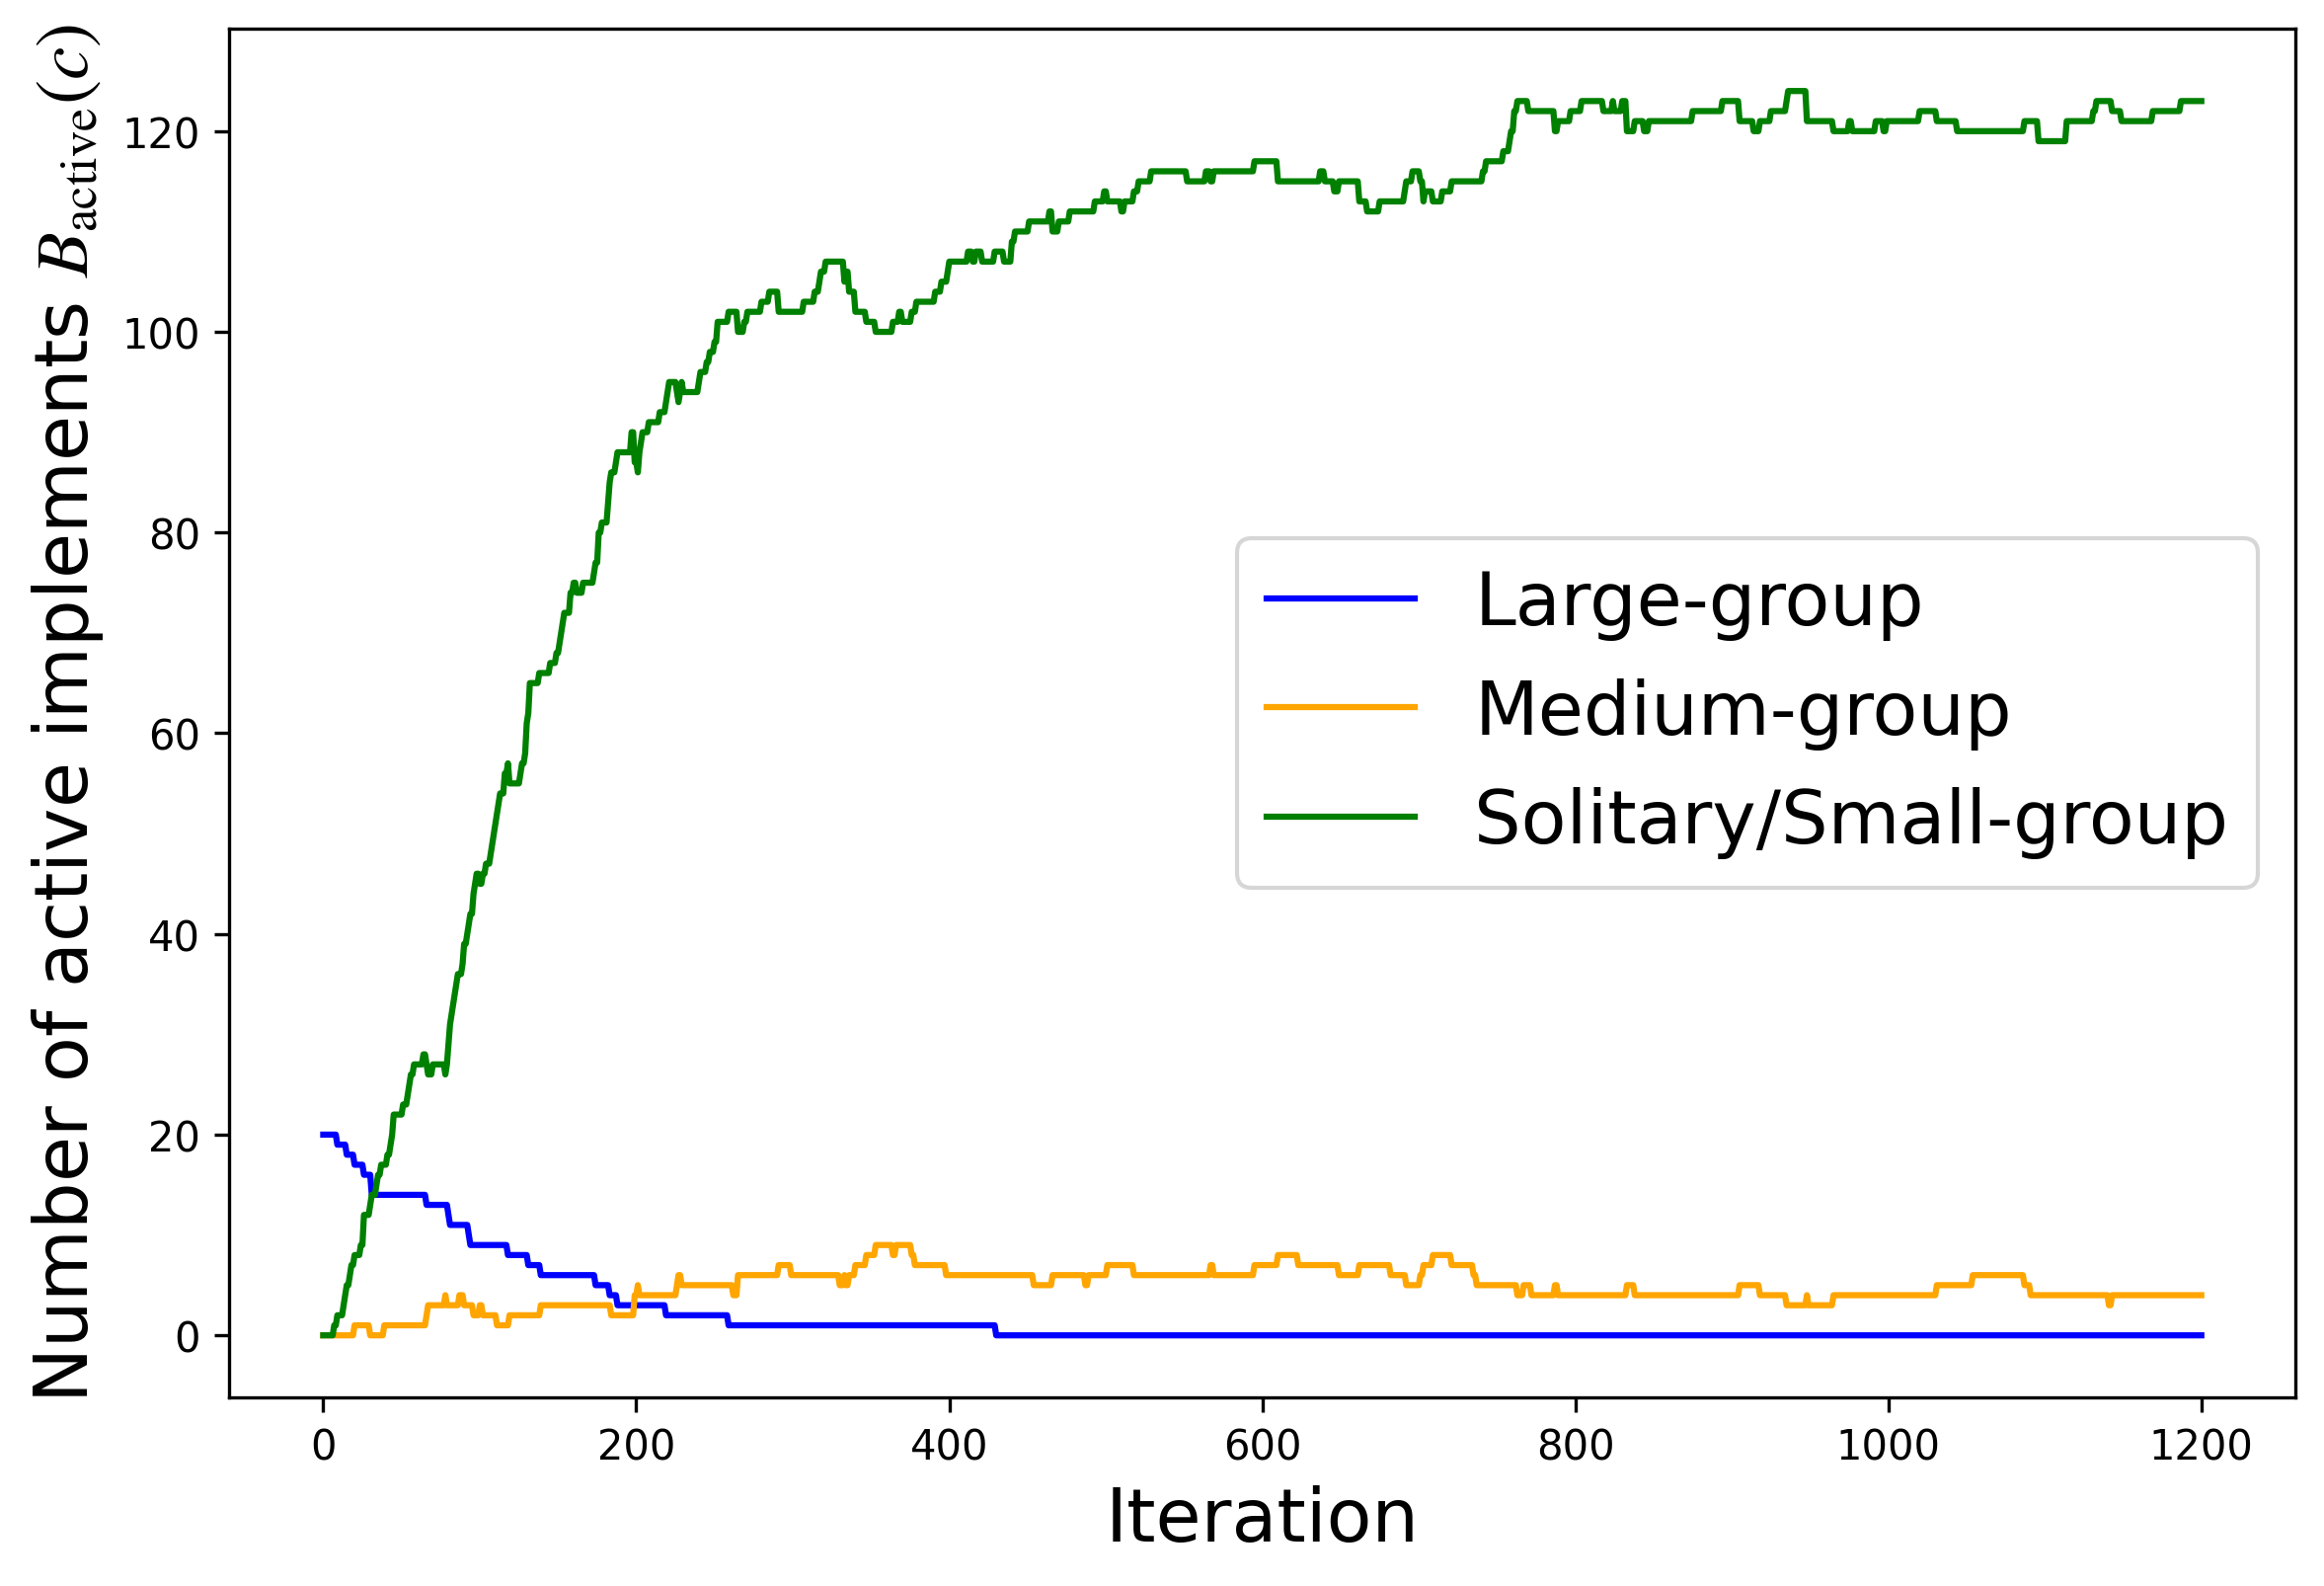 Number of active implements B_active(c)
120
100
80
60
40
20
0
Large-group
Medium-group
Solitary/Small-group
0 200 400 600 800 1000 1200
Iteration